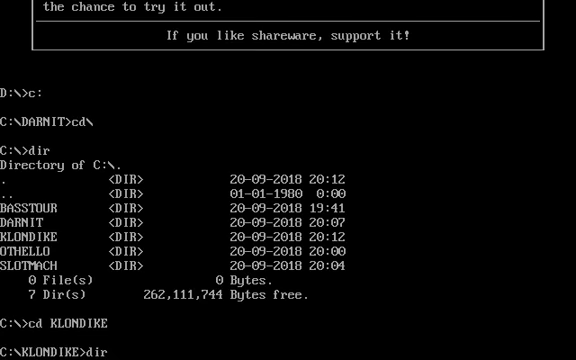 the chance to try it out.
If you like shareware, support it!
D:\>c:
C:\DARNIT>cd\
C:\>dir
Directory of C:\.
. <DIR> 20-09-2018 20:12
.. <DIR> 01-01-1980 0:00
BASSTOUR <DIR> 20-09-2018 19:41
DARNIT <DIR> 20-09-2018 20:07
KLONDIKE <DIR> 20-09-2018 20:12
OTHELLO <DIR> 20-09-2018 20:00
SLOTMACH <DIR> 20-09-2018 20:04
0 File(s) 0 Bytes.
7 Dir(s) 262,111,744 Bytes free.
C:\>cd KLONDIKE
C:\KLONDIKE>dir